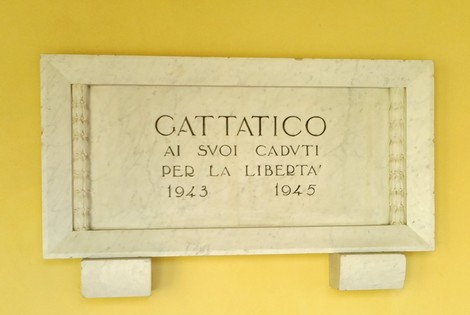 GATTATICO
AI SVOI CADVTI
PER LA LIBERTA'
1943 1945